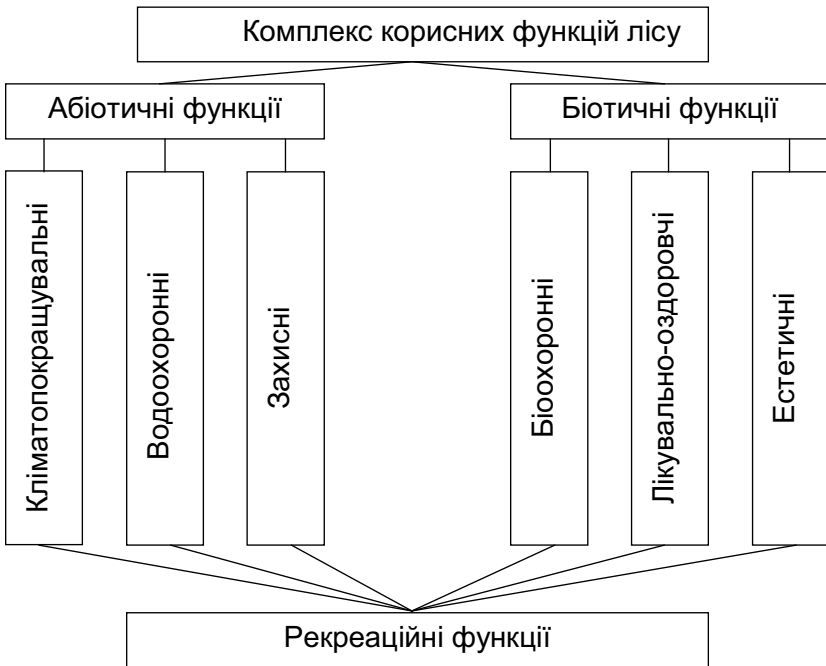 Комплекс корисних функцій лісу
Абіотичні функції
Біотичні функції
Кліматопокращувальні
Водоохоронні
Захисні
Біоохоронні
Лікувально-оздоровчі
Естетичні
Рекреаційні функції